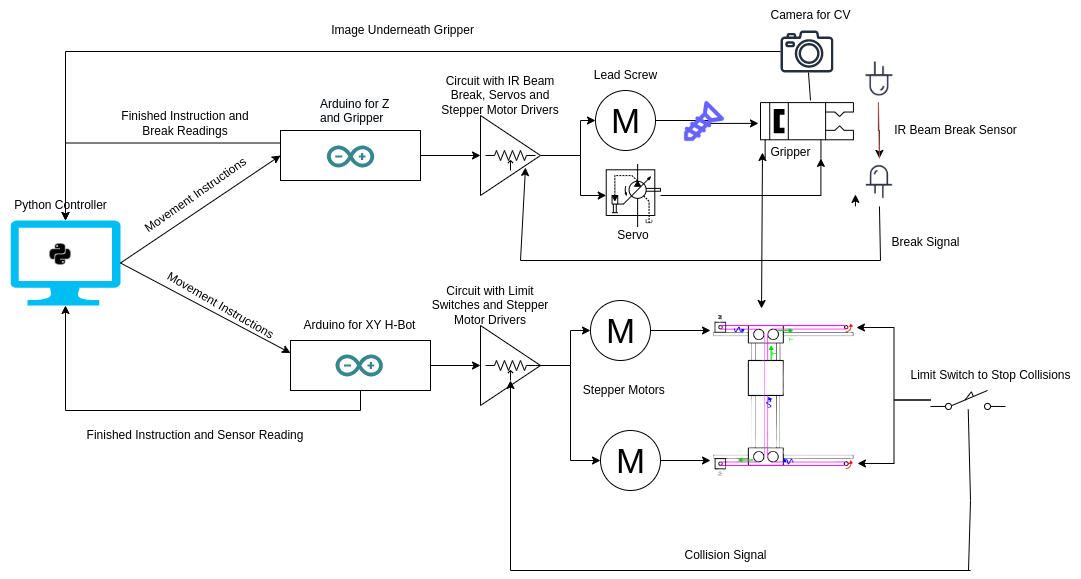 Camera for CV
Image Underneath Gripper
Lead Screw
Circuit with IR Beam
Break, Servos and
Stepper Motor Drivers
Arduino for Z
and Gripper
Finished Instruction and
Break Readings
M
IR Beam Break Sensor
Gripper
Movement Instructions
Python Controller
Servo
Break Signal
Movement Instructions
Circuit with Limit
Switches and Stepper
Motor Drivers
Arduino for XY H-Bot
M
Limit Switch to Stop Collisions
Stepper Motors
Finished Instruction and Sensor Reading
M
Collision Signal